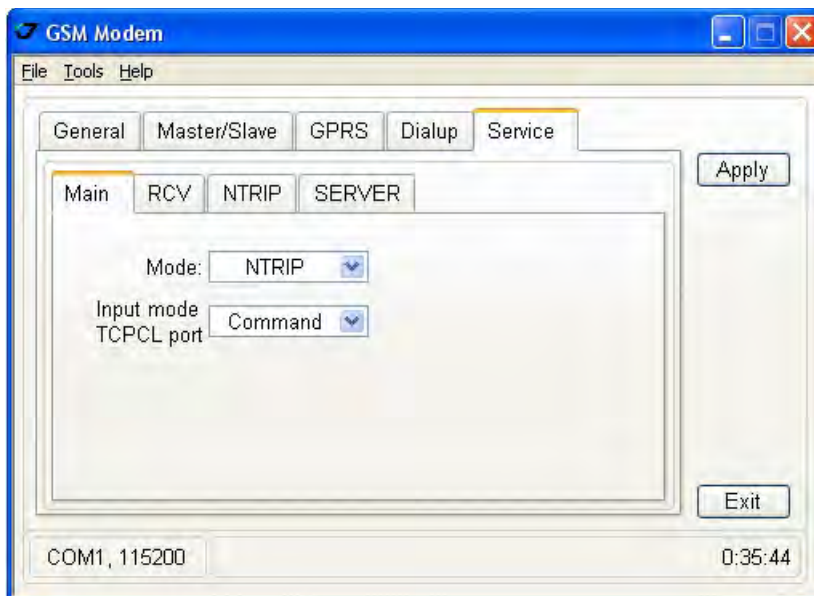 GSM Modem
File Tools Help
General Master/Slave GPRS Dialup Service
Apply
Main RCV NTRIP SERVER
Mode: NTRIP
Input mode
TCPCL port Command
Exit
COM1, 115200 0:35:44